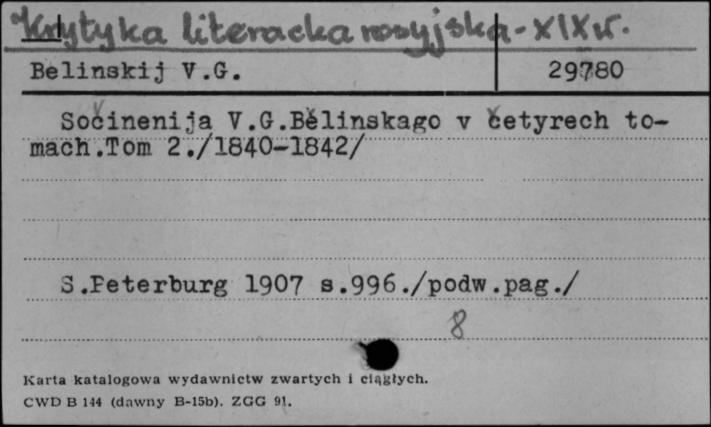 Krytyka literacka rosyjska - XIX w.
Belinskij V.G. 29780
Sočinenija V.G.Bělinskago v četyrech to-
mach.Tom 2./1840-1842/
S.Peterburg 1907 s.996./podw.pag./
8
Karta katalogowa wydawnictw zwartych i ciągłych.
CWD B 144 (dawny B-15b). ZGG 91.